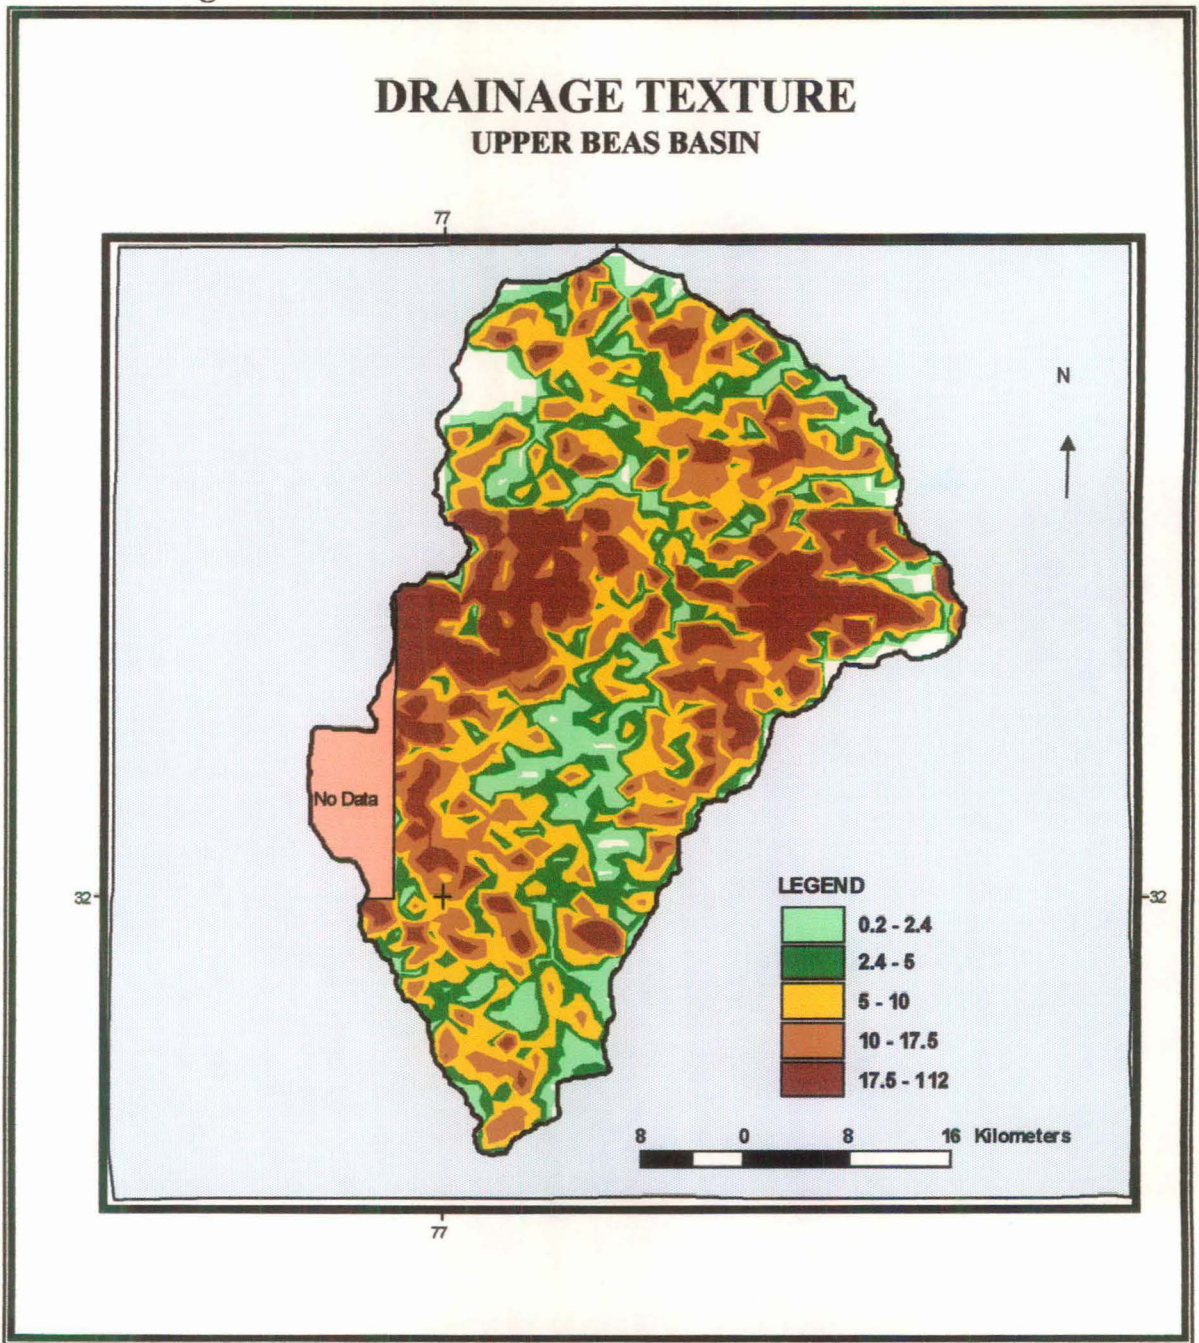 DRAINAGE TEXTURE
UPPER BEAS BASIN
77
N
No Data
32
32
LEGEND
0.2 - 2.4
2.4 - 5
5 - 10
10 - 17.5
17.5 - 112
8 0 8 16 Kilometers
77